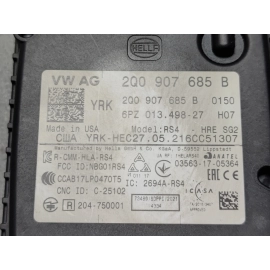 HELLA
VW AG 2Q0 907 685 B
YRK 2Q0 907 685 B 0150
6PZ 013.498-27 H07
Made in USA Model:RS4 HRE SG2
США YRK-HEC27.05.216CC51307
R-CMM-HLA-RS4
FCC ID:NBG01RS4
ANATEL
03563-17-05364
CCAB17LP0470T5
IC: 2694A-RS4
CNC ID: C-25102
ICASA
R 204-750001